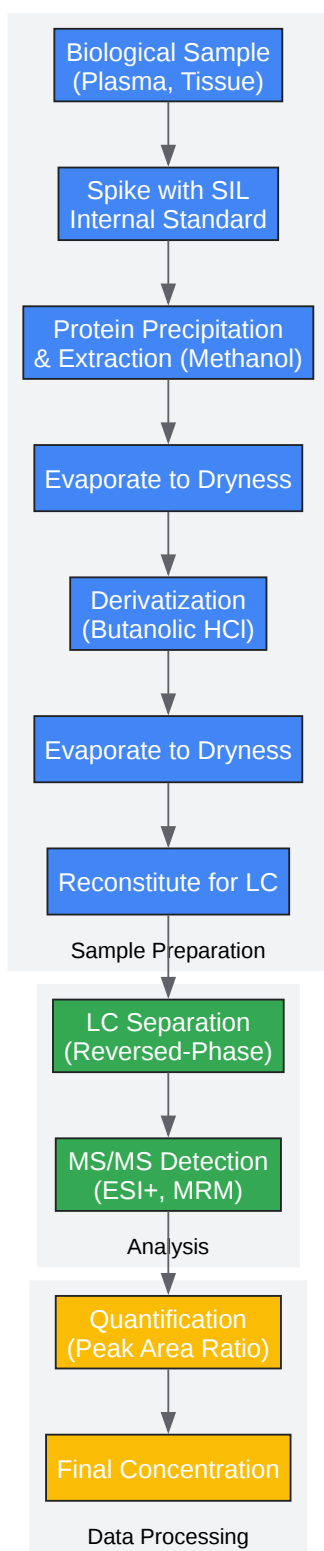 Biological Sample
(Plasma, Tissue)
Spike with SIL
Internal Standard
Protein Precipitation
& Extraction (Methanol)
Evaporate to Dryness
Derivatization
(Butanolic HCl)
Evaporate to Dryness
Reconstitute for LC
Sample Preparation
LC Separation
(Reversed-Phase)
MS/MS Detection
(ESI+, MRM)
Analysis
Quantification
(Peak Area Ratio)
Final Concentration
Data Processing